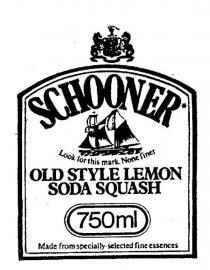 SCHOONER
Look for this mark. None finer
OLD STYLE LEMON
SODA SQUASH
750ml
Made from specially-selected fine essences